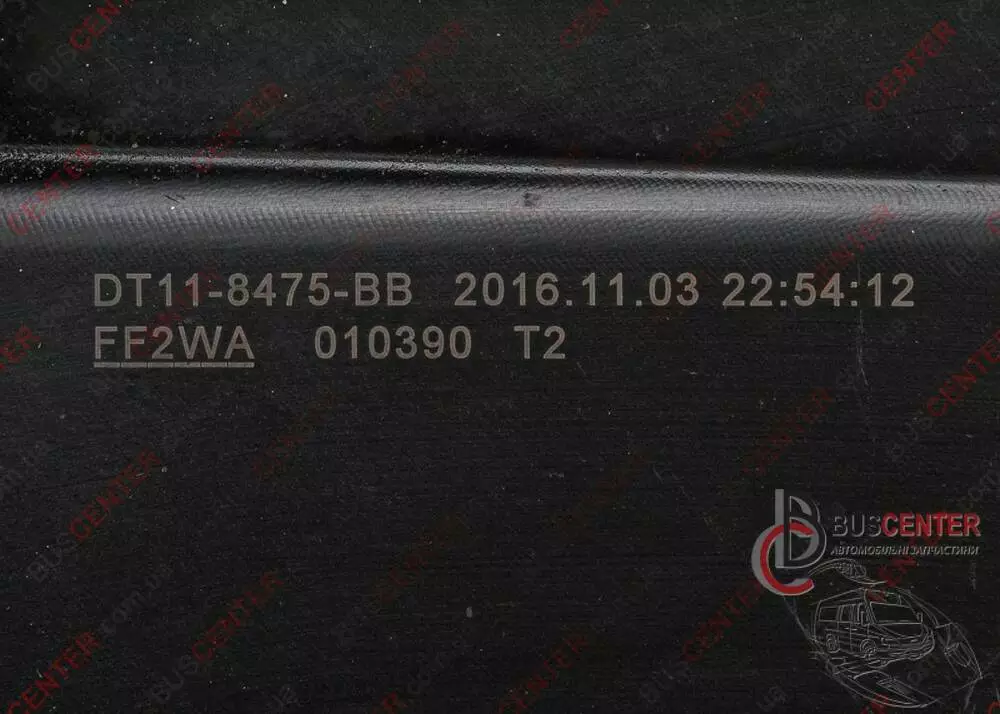 DT11-8475-BB 2016.11.03 22:54:12
FF2WA 010390 T2
BUSCENTER
АВТОМОБІЛЬНІ ЗАПЧАСТИНИ